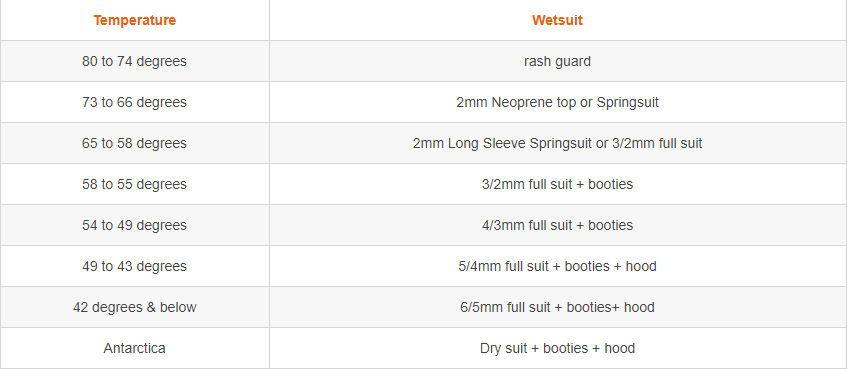 Temperature Wetsuit
80 to 74 degrees rash guard
73 to 66 degrees 2mm Neoprene top or Springsuit
65 to 58 degrees 2mm Long Sleeve Springsuit or 3/2mm full suit
58 to 55 degrees 3/2mm full suit + booties
54 to 49 degrees 4/3mm full suit + booties
49 to 43 degrees 5/4mm full suit + booties + hood
42 degrees & below 6/5mm full suit + booties+ hood
Antarctica Dry suit + booties + hood